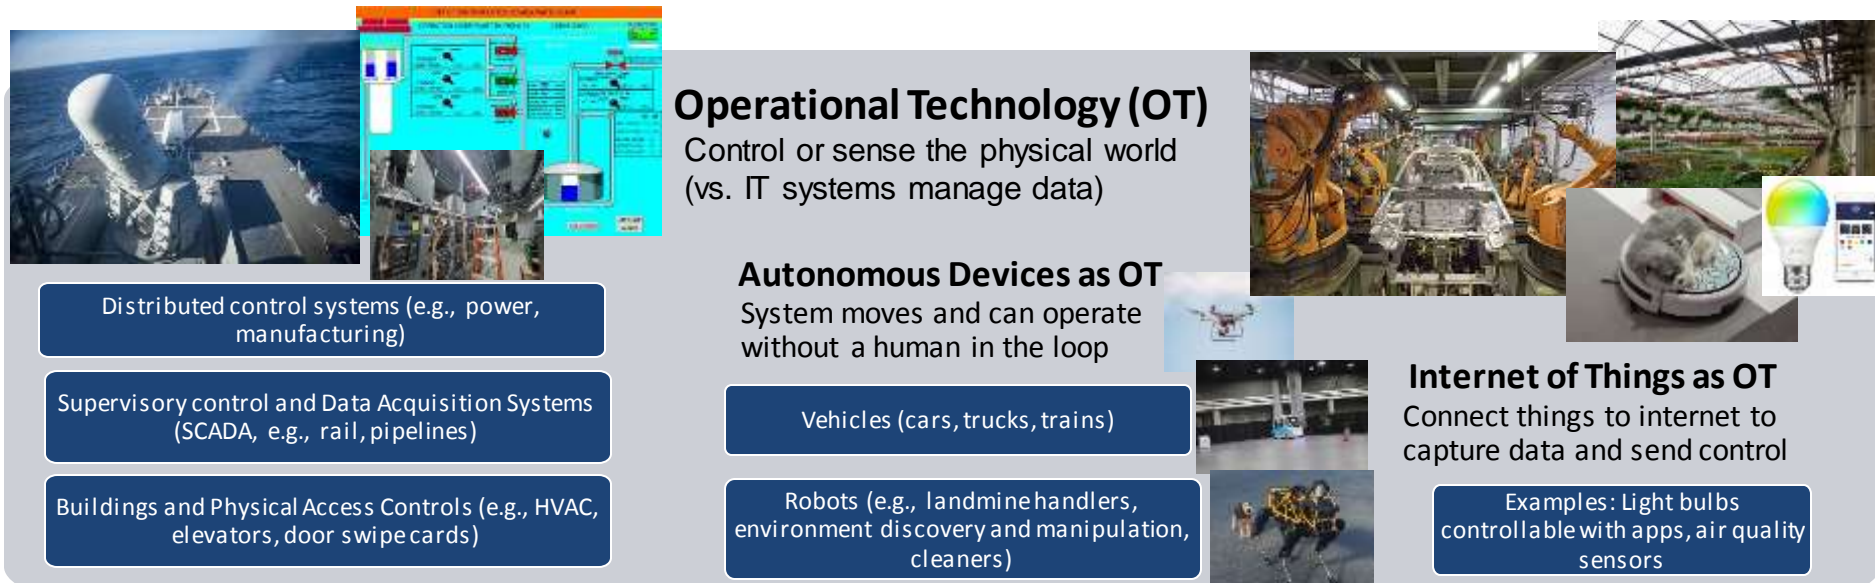 Operational Technology (OT)
Control or sense the physical world
(vs. IT systems manage data)
Distributed control systems (e.g., power,
manufacturing)
Supervisory control and Data Acquisition Systems
(SCADA, e.g., rail, pipelines)
Buildings and Physical Access Controls (e.g., HVAC,
elevators, door swipe cards)
Autonomous Devices as OT
System moves and can operate
without a human in the loop
Vehicles (cars, trucks, trains)
Robots (e.g., landmine handlers,
environment discovery and manipulation,
cleaners)
Internet of Things as OT
Connect things to internet to
capture data and send control
Examples: Light bulbs
controllable with apps, air quality
sensors